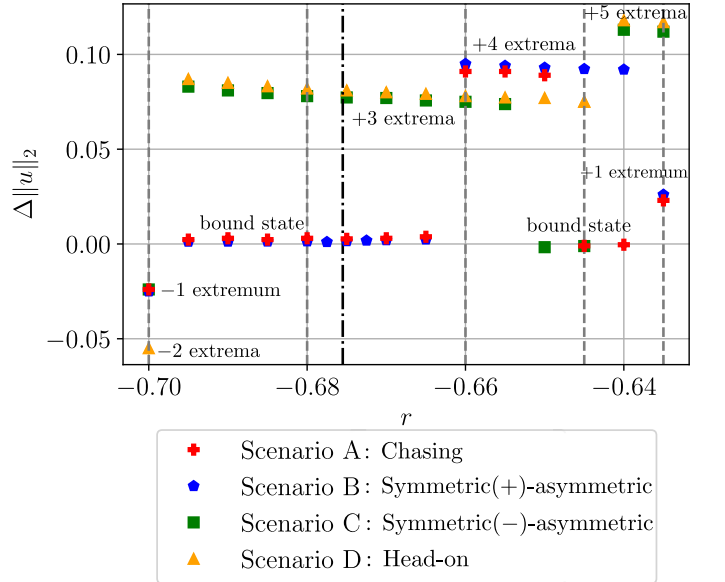 +5 extrema
0.10
+4 extrema
+3 extrema
0.05
Δ||u||₂
+1 extremum
bound state
bound state
0.00
−1 extremum
−0.05
−2 extrema
−0.70 −0.68 −0.66 −0.64
r
Scenario A: Chasing
Scenario B: Symmetric(+)-asymmetric
Scenario C: Symmetric(−)-asymmetric
Scenario D: Head-on